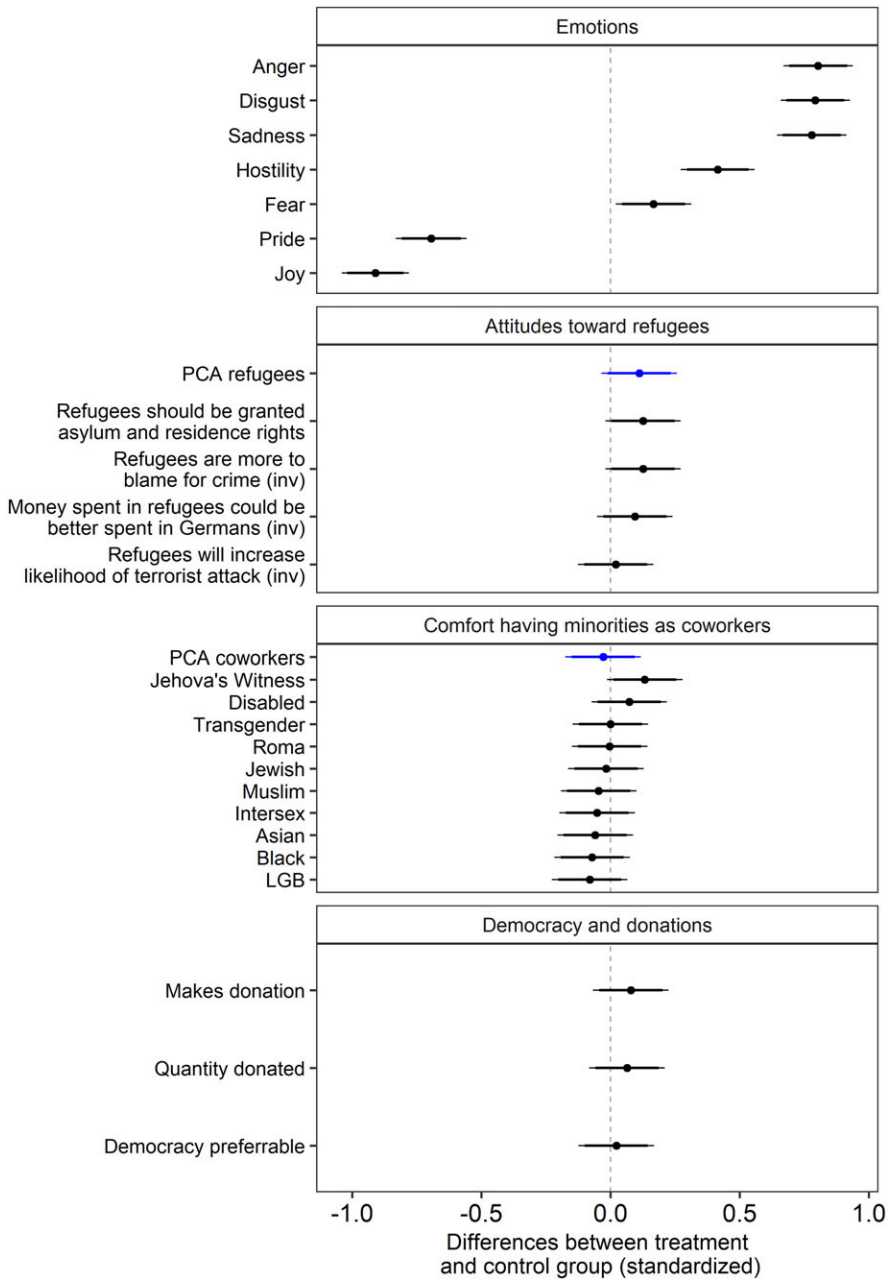 Emotions
Anger
Disgust
Sadness
Hostility
Fear
Pride
Joy
Attitudes toward refugees
PCA refugees
Refugees should be granted
asylum and residence rights
Refugees are more to
blame for crime (inv)
Money spent in refugees could be
better spent in Germans (inv)
Refugees will increase
likelihood of terrorist attack (inv)
Comfort having minorities as coworkers
PCA coworkers
Jehova's Witness
Disabled
Transgender
Roma
Jewish
Muslim
Intersex
Asian
Black
LGB
Democracy and donations
Makes donation
Quantity donated
Democracy preferrable
-1.0 -0.5 0.0 0.5 1.0
Differences between treatment
and control group (standardized)